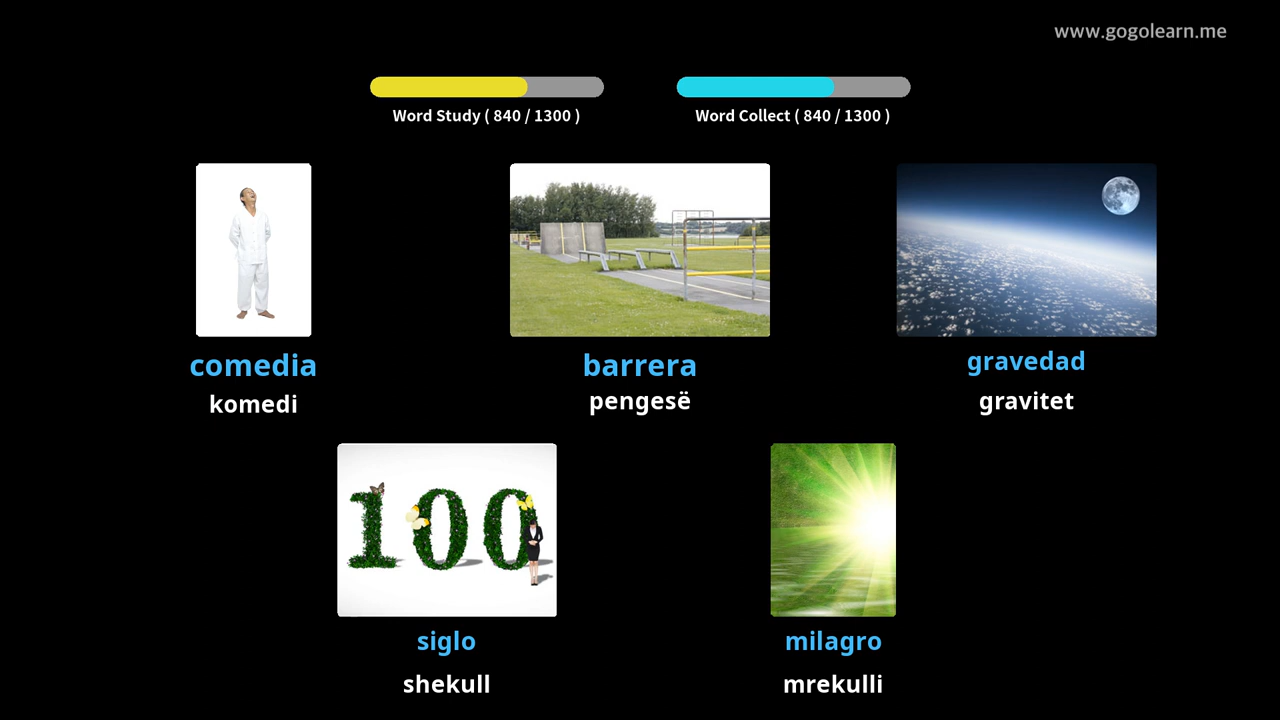 www.gogolearn.me
Word Study ( 840 / 1300 )
Word Collect ( 840 / 1300 )
comedia
komedi
barrera
pengesë
gravedad
gravitet
100
siglo
shekull
milagro
mrekulli